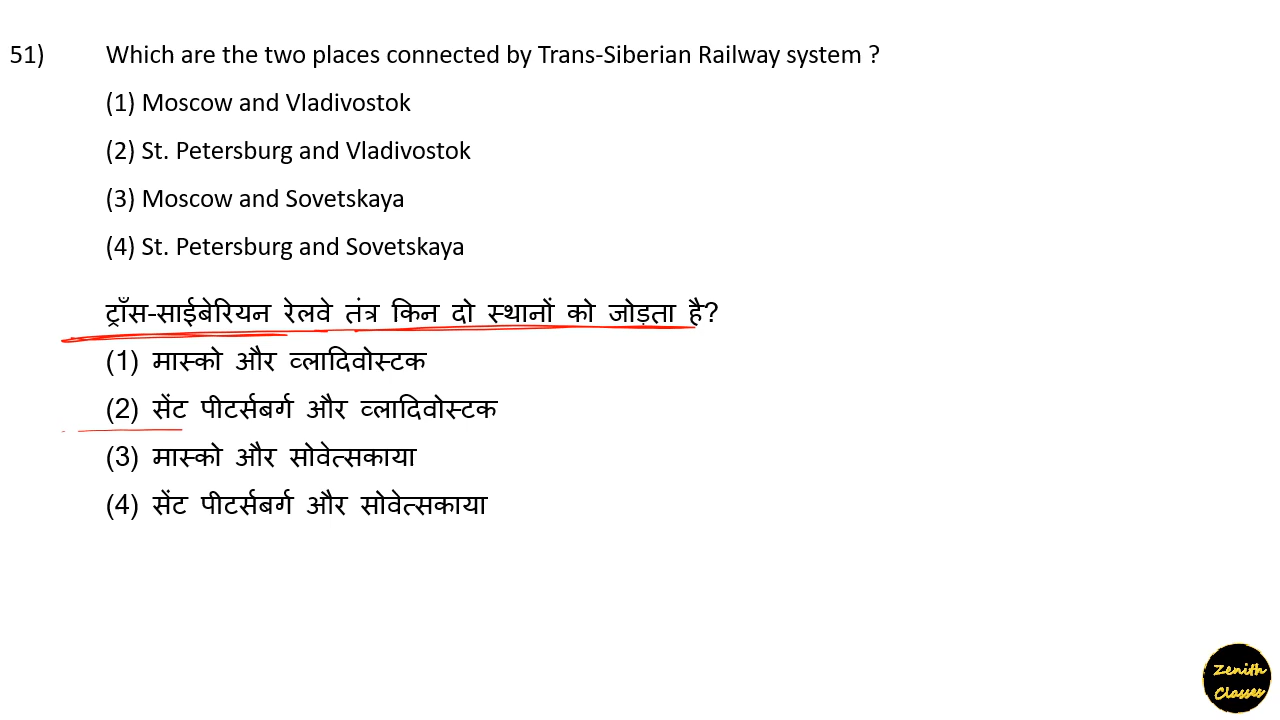 51) Which are the two places connected by Trans-Siberian Railway system ?
(1) Moscow and Vladivostok
(2) St. Petersburg and Vladivostok
(3) Moscow and Sovetskaya
(4) St. Petersburg and Sovetskaya
ट्राँस-साईबेरियन रेलवे तंत्र किन दो स्थानों को जोड़ता है?
(1) मास्को और व्लादिवोस्टक
(2) सेंट पीटर्सबर्ग और व्लादिवोस्टक
(3) मास्को और सोवेत्सकाया
(4) सेंट पीटर्सबर्ग और सोवेत्सकाया
Zenith
Classes